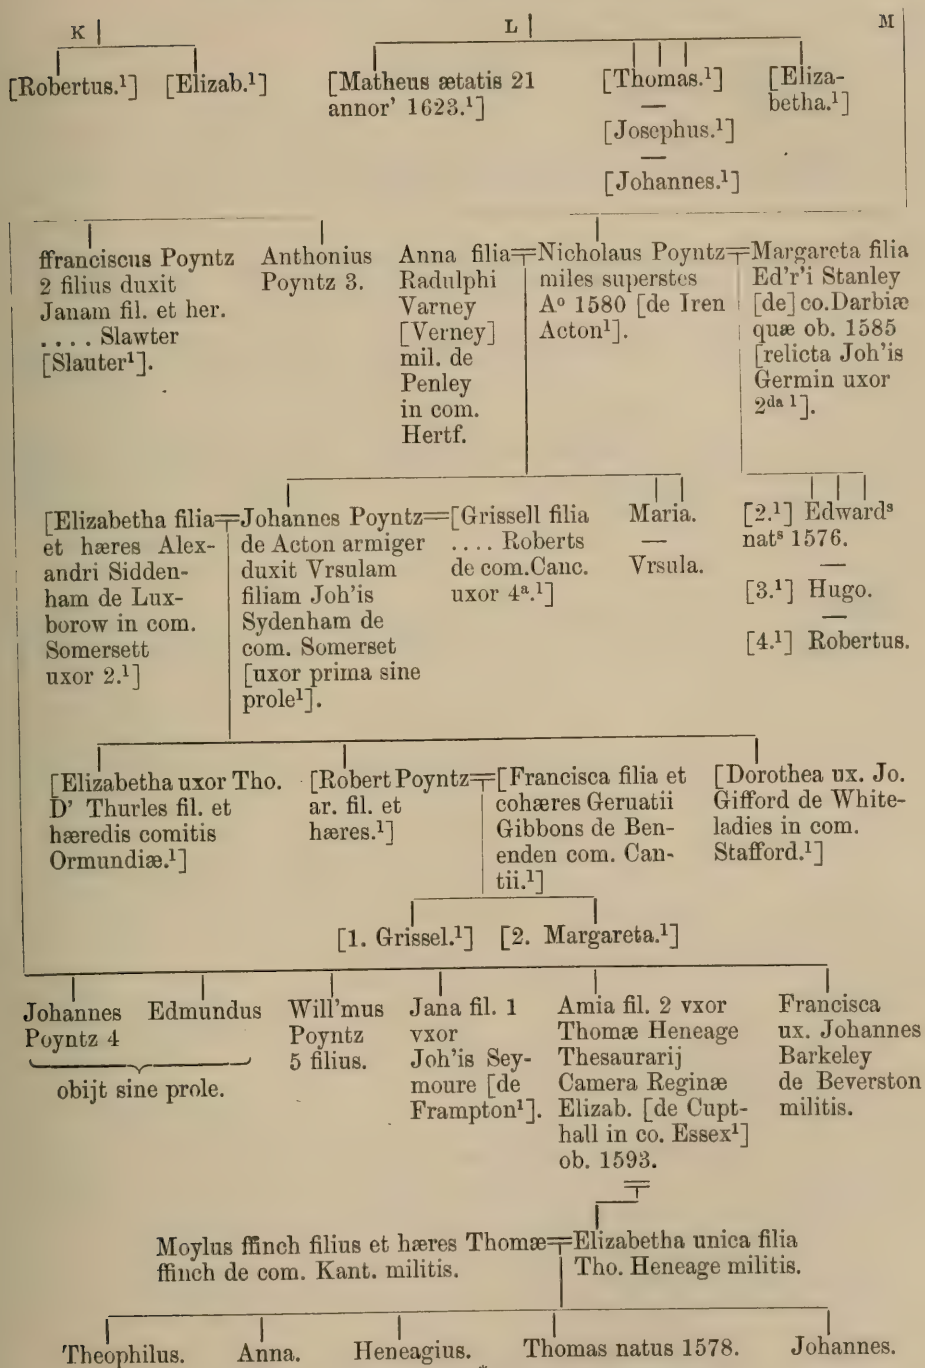 K L M
[Robertus.¹] [Elizab.¹]
[Matheus ætatis 21
annor' 1623.¹]
[Thomas.¹]
—
[Josephus.¹]
—
[Johannes.¹]
[Eliza-
betha.¹]
ffranciscus Poyntz
2 filius duxit
Janam fil. et her.
. . . . Slawter
[Slauter¹].
Anthonius
Poyntz 3.
Anna filia
Radulphi
Varney
[Verney]
mil. de
Penley
in com.
Hertf.
Nicholaus Poyntz
miles superstes
Aº 1580 [de Iren
Acton¹].
Margareta filia
Ed'r'i Stanley
[de] co.Darbiæ
quæ ob. 1585
[relicta Joh'is
Germin uxor
2ᵈᵃ ¹].
[Elizabetha filia
et hæres Alex-
andri Sidden-
ham de Lux-
borow in com.
Somersett
uxor 2.¹]
Johannes Poyntz
de Acton armiger
duxit Vrsulam
filiam Joh'is
Sydenham de
com. Somerset
[uxor prima sine
prole¹].
[Grissell filia
. . . . Roberts
de com.Canc.
uxor 4ᵃ.¹]
Maria.
—
Vrsula.
[2.¹] Edwardˢ
natˢ 1576.
—
[3.¹] Hugo.
—
[4.¹] Robertus.
[Elizabetha uxor Tho.
D' Thurles fil. et
hæredis comitis
Ormundiæ.¹]
[Robert Poyntz
ar. fil. et
hæres.¹]
[Francisca filia et
cohæres Geruatii
Gibbons de Ben-
enden com. Can-
tii.¹]
[Dorothea ux. Jo.
Gifford de White-
ladies in com.
Stafford.¹]
[1. Grissel.¹] [2. Margareta.¹]
Johannes
Poyntz 4
Edmundus
obijt sine prole.
Will'mus
Poyntz
5 filius.
Jana fil. 1
vxor
Joh'is Sey-
moure [de
Frampton¹].
Amia fil. 2 vxor
Thomæ Heneage
Thesaurarij
Camera Reginæ
Elizab. [de Cupt-
hall in co. Essex¹]
ob. 1593.
Francisca
ux. Johannes
Barkeley
de Beverston
militis.
Moylus ffinch filius et hæres Thomæ
ffinch de com. Kant. militis.
Elizabetha unica filia
Tho. Heneage militis.
Theophilus. Anna. Heneagius. Thomas natus 1578. Johannes.